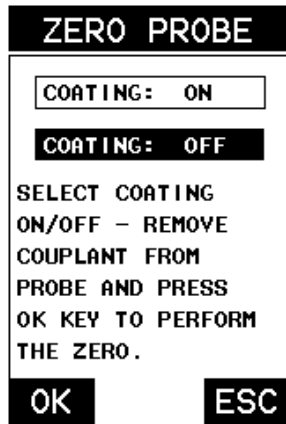 ZERO PROBE
COATING: ON
COATING: OFF
SELECT COATING
ON/OFF – REMOVE
COUPLANT FROM
PROBE AND PRESS
OK KEY TO PERFORM
THE ZERO.
OK ESC